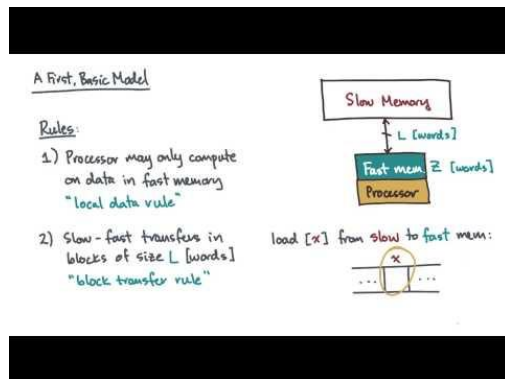 A First, Basic Model
Rules:
1) Processor may only compute
on data in fast memory
"local data rule"
2) Slow-fast transfers in
blocks of size L [words]
"block transfer rule"
Slow Memory
L [words]
Fast mem.
Z [words]
Processor
load [x] from slow to fast mem:
x
... ...